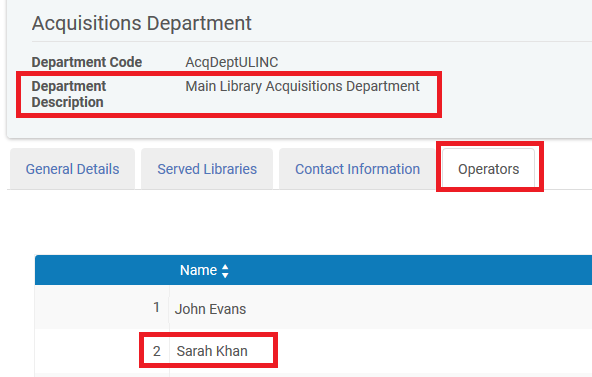 Acquisitions Department
Department Code AcqDeptULINC
Department Main Library Acquisitions Department
Description
General Details Served Libraries Contact Information Operators
Name
1 John Evans
2 Sarah Khan